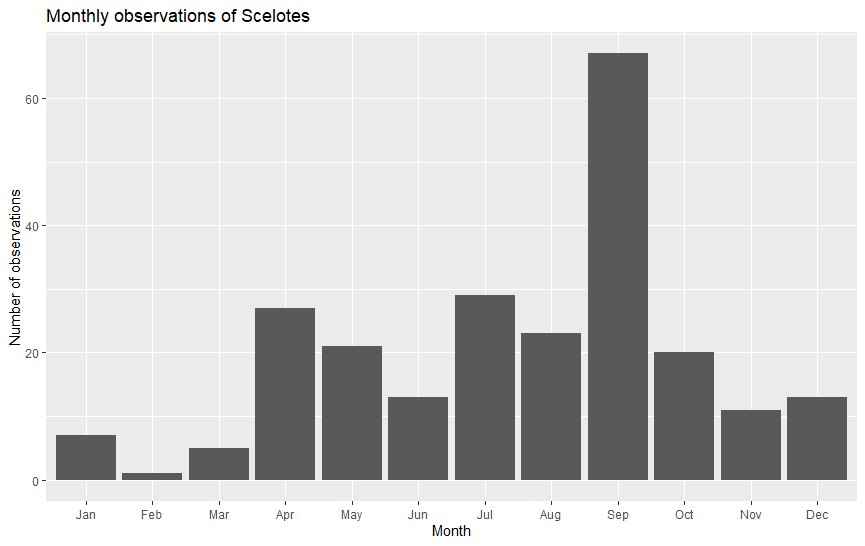 Monthly observations of Scelotes
Number of observations
60
40
20
0
Jan Feb Mar Apr May Jun Jul Aug Sep Oct Nov Dec
Month